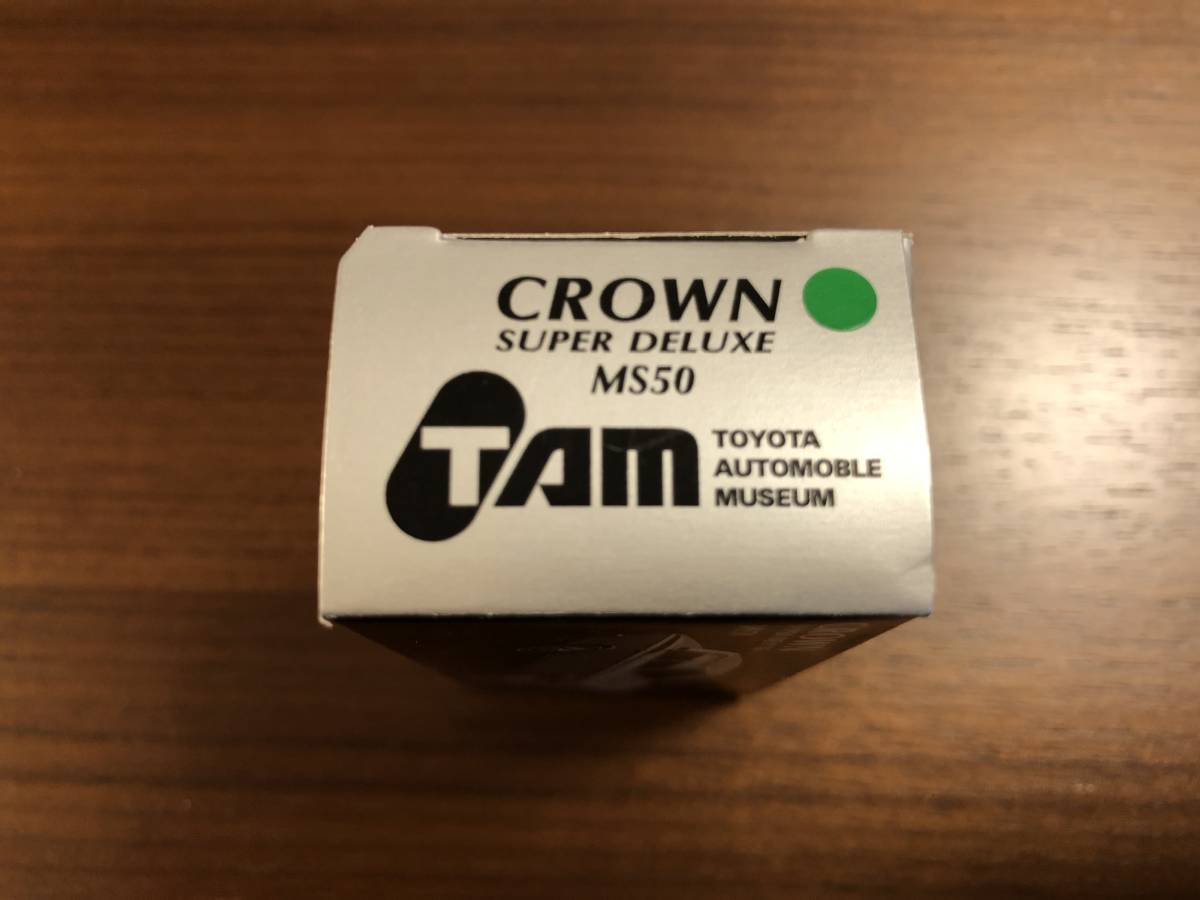 CROWN
SUPER DELUXE
MS50
TAM
TOYOTA
AUTOMOBLE
MUSEUM